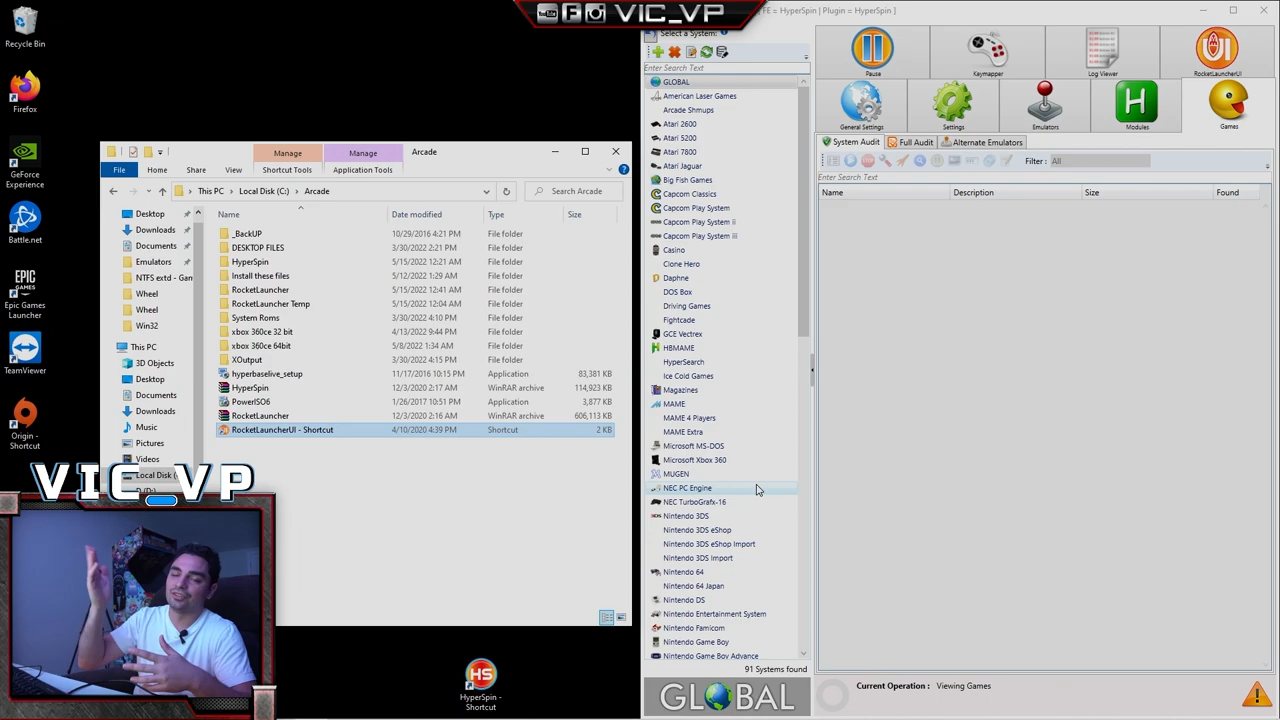 VIC_VP
FE = HyperSpin | Plugin = HyperSpin ]
Recycle Bin
Firefox
GeForce
Experience
Battle.net
Epic Games
Launcher
TeamViewer
Origin -
Shortcut
Manage
Manage
Arcade
File
Home
Share
View
Shortcut Tools
Application Tools
This PC
Local Disk (C:)
Arcade
Search Arcade
Desktop
Downloads
Documents
Emulators
NTFS extd - Gan
Wheel
Wheel
Win32
This PC
3D Objects
Desktop
Documents
Downloads
Music
Pictures
Videos
Local Disk (
Name
Date modified
Type
Size
_BackUP 10/29/2016 4:21 PM File folder
DESKTOP FILES 3/30/2022 2:21 PM File folder
HyperSpin 5/15/2022 12:21 AM File folder
Install these files 5/12/2022 1:29 AM File folder
RocketLauncher 5/15/2022 12:41 AM File folder
RocketLauncher Temp 5/15/2022 12:04 AM File folder
System Roms 3/30/2022 4:10 PM File folder
xbox 360ce 32 bit 4/13/2022 9:44 PM File folder
xbox 360ce 64bit 5/8/2022 1:34 AM File folder
XOutput 3/30/2022 4:15 PM File folder
hyperbaselive_setup 11/17/2016 10:15 PM Application 83,381 KB
HyperSpin 12/3/2020 2:17 AM WinRAR archive 114,923 KB
PowerISO6 1/26/2017 10:51 PM Application 3,877 KB
RocketLauncher 12/3/2020 2:16 AM WinRAR archive 606,113 KB
RocketLauncherUI - Shortcut 4/10/2020 4:39 PM Shortcut 2 KB
VIC_VP
HS
HyperSpin -
Shortcut
Select a System:
Enter Search Text
GLOBAL
American Laser Games
Arcade Shmups
Atari 2600
Atari 5200
Atari 7800
Atari Jaguar
Big Fish Games
Capcom Classics
Capcom Play System
Capcom Play System ii
Capcom Play System iii
Casino
Clone Hero
Daphne
DOS Box
Driving Games
Fightcade
GCE Vectrex
HBMAME
HyperSearch
Ice Cold Games
Magazines
MAME
MAME 4 Players
MAME Extra
Microsoft MS-DOS
Microsoft Xbox 360
MUGEN
NEC PC Engine
NEC TurboGrafx-16
Nintendo 3DS
Nintendo 3DS eShop
Nintendo 3DS eShop Import
Nintendo 3DS Import
Nintendo 64
Nintendo 64 Japan
Nintendo DS
Nintendo Entertainment System
Nintendo Famicom
Nintendo Game Boy
Nintendo Game Boy Advance
91 Systems found
GLOBAL
Pause
Keymapper
Log Viewer
RocketLauncherUI
General Settings
Settings
Emulators
Modules
Games
System Audit
Full Audit
Alternate Emulators
Filter :
All
Enter Search Text
Name
Description
Size
Found
Current Operation : Viewing Games